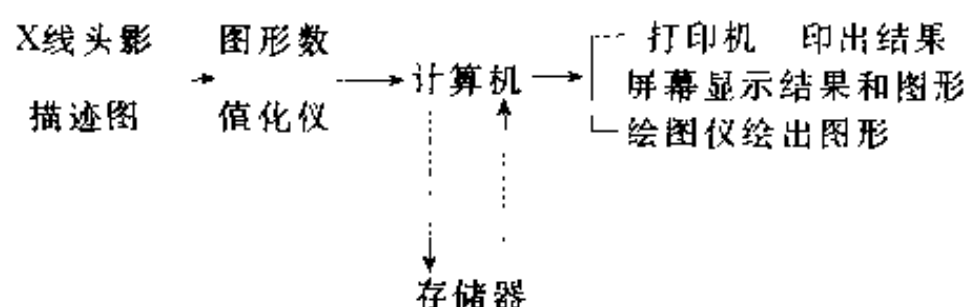 X线头影 图形数
描迹图 值化仪
计算机
打印机 印出结果
屏幕显示结果和图形
绘图仪绘出图形
存储器